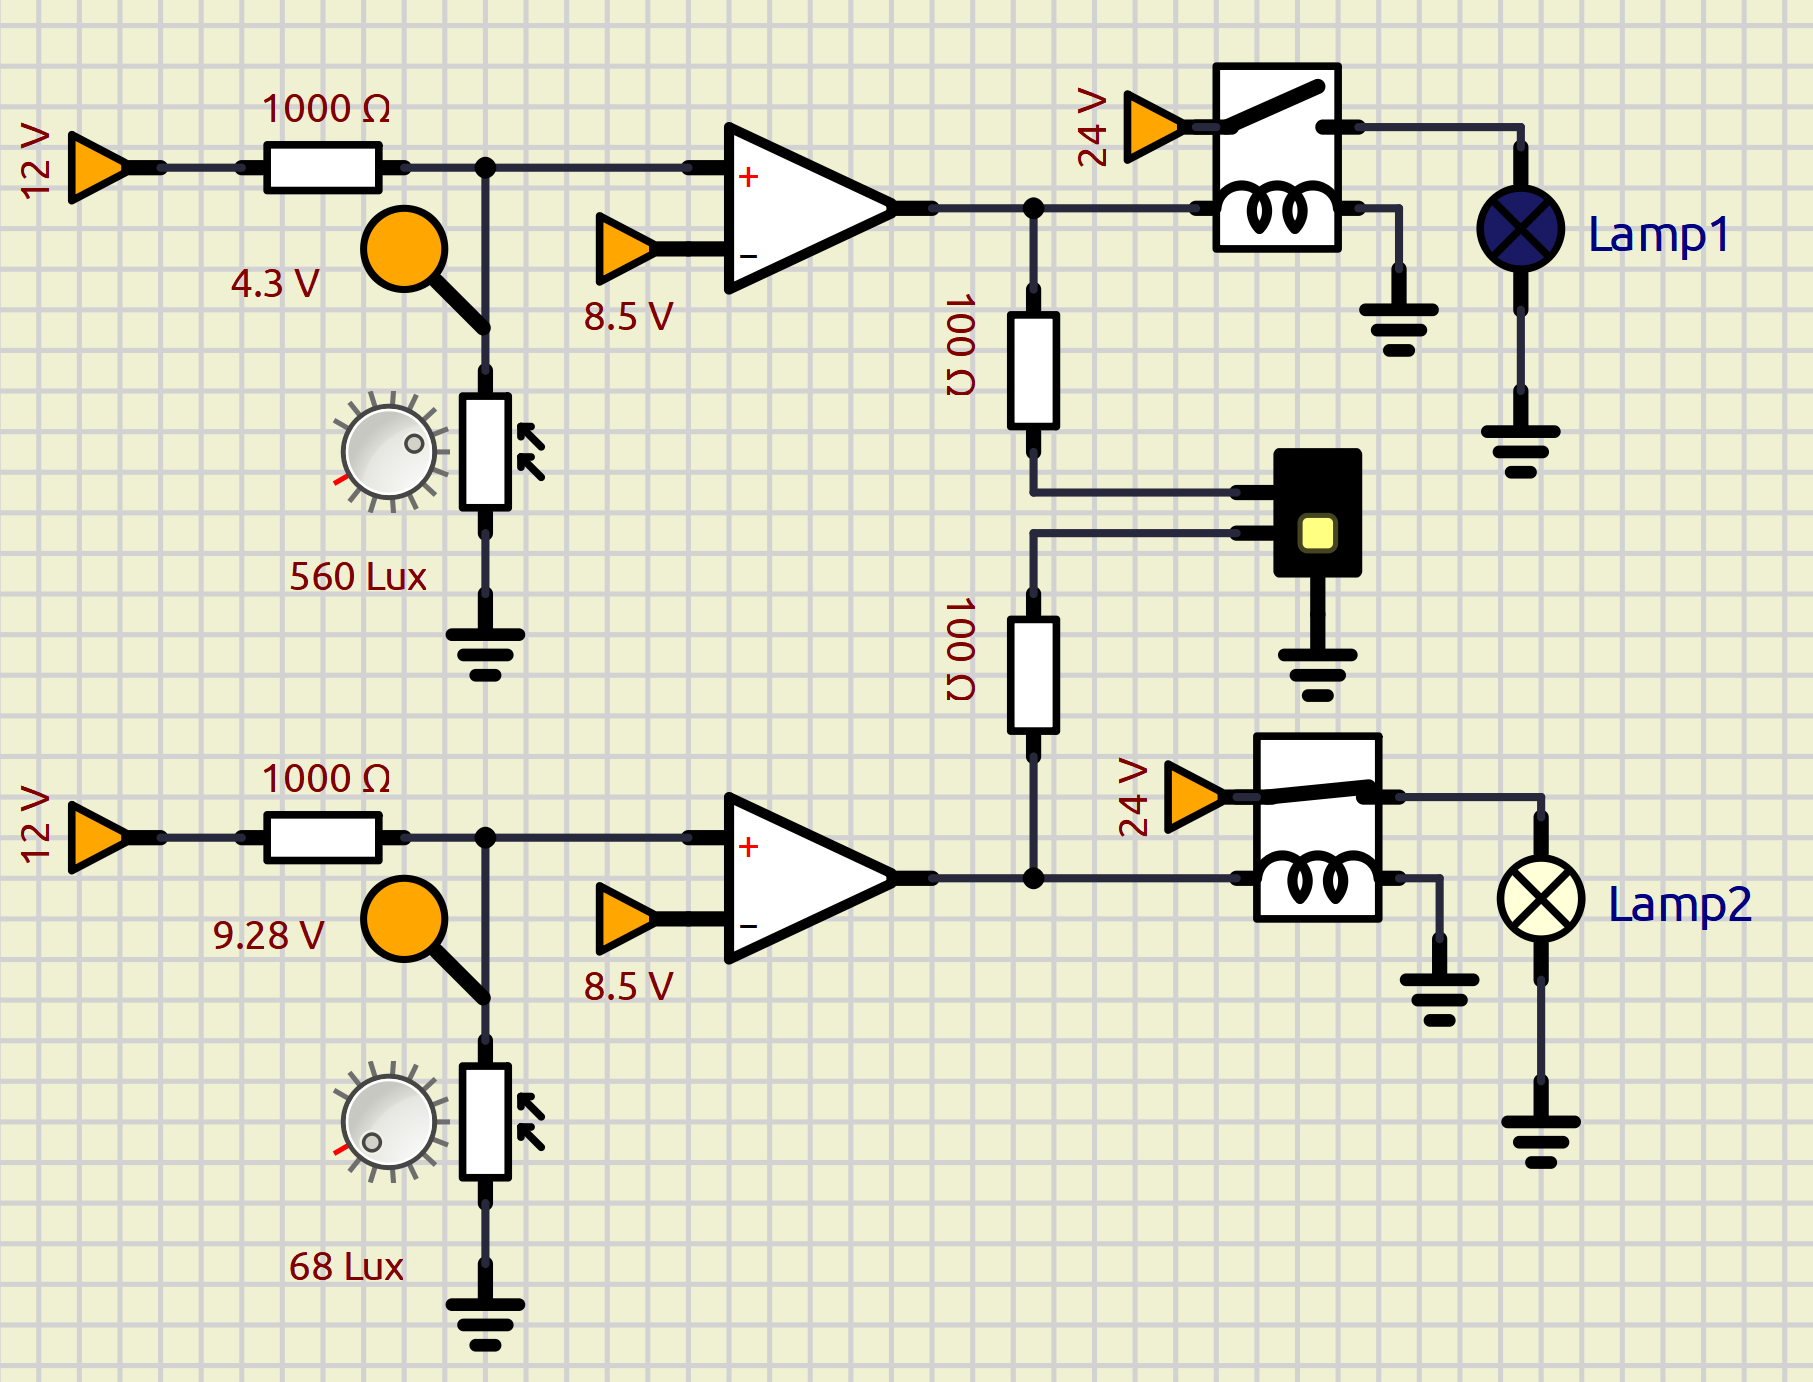 12 V
1000 Ω
4.3 V
+
−
8.5 V
24 V
Lamp1
100 Ω
560 Lux
100 Ω
12 V
1000 Ω
9.28 V
+
−
8.5 V
24 V
Lamp2
68 Lux